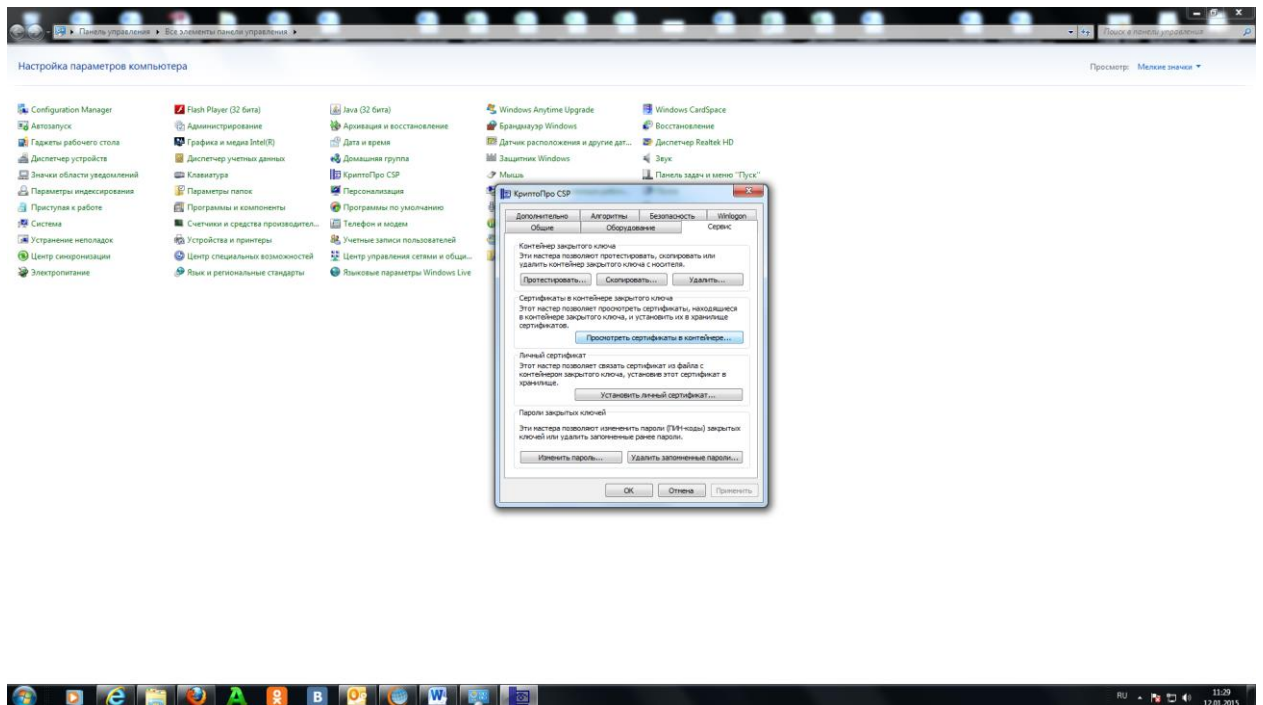 Панель управления ▸ Все элементы панели управления ▸
Поиск в панели управления
Настройка параметров компьютера
Просмотр: Мелкие значки
Configuration Manager
Flash Player (32 бита)
Java (32 бита)
Windows Anytime Upgrade
Windows CardSpace
Автозапуск
Администрирование
Архивация и восстановление
Брандмауэр Windows
Восстановление
Гаджеты рабочего стола
Графика и медиа Intel(R)
Дата и время
Датчик расположения и другие дат...
Диспетчер Realtek HD
Диспетчер устройств
Диспетчер учетных данных
Домашняя группа
Защитник Windows
Звук
Значки области уведомлений
Клавиатура
КриптоПро CSP
Мышь
Панель задач и меню "Пуск"
Параметры индексирования
Параметры папок
Персонализация
Приступая к работе
Программы и компоненты
Программы по умолчанию
Система
Счетчики и средства производител...
Телефон и модем
Устранение неполадок
Устройства и принтеры
Учетные записи пользователей
Центр синхронизации
Центр специальных возможностей
Центр управления сетями и общи...
Электропитание
Язык и региональные стандарты
Языковые параметры Windows Live
КриптоПро CSP
Дополнительно
Алгоритмы
Безопасность
Winlogon
Общие
Оборудование
Сервис
Контейнер закрытого ключа
Эти мастера позволяют протестировать, скопировать или
удалить контейнер закрытого ключа с носителя.
Протестировать...
Скопировать...
Удалить...
Сертификаты в контейнере закрытого ключа
Этот мастер позволяет просмотреть сертификаты, находящиеся
в контейнере закрытого ключа, и установить их в хранилище
сертификатов.
Просмотреть сертификаты в контейнере...
Личный сертификат
Этот мастер позволяет связать сертификат из файла с
контейнером закрытого ключа, установив этот сертификат в
хранилище.
Установить личный сертификат...
Пароли закрытых ключей
Эти мастера позволяют измененить пароли (ПИН-коды) закрытых
ключей или удалить запомненные ранее пароли.
Изменить пароль...
Удалить запомненные пароли...
ОК
Отмена
Применить
RU
11:29
12.01.2015